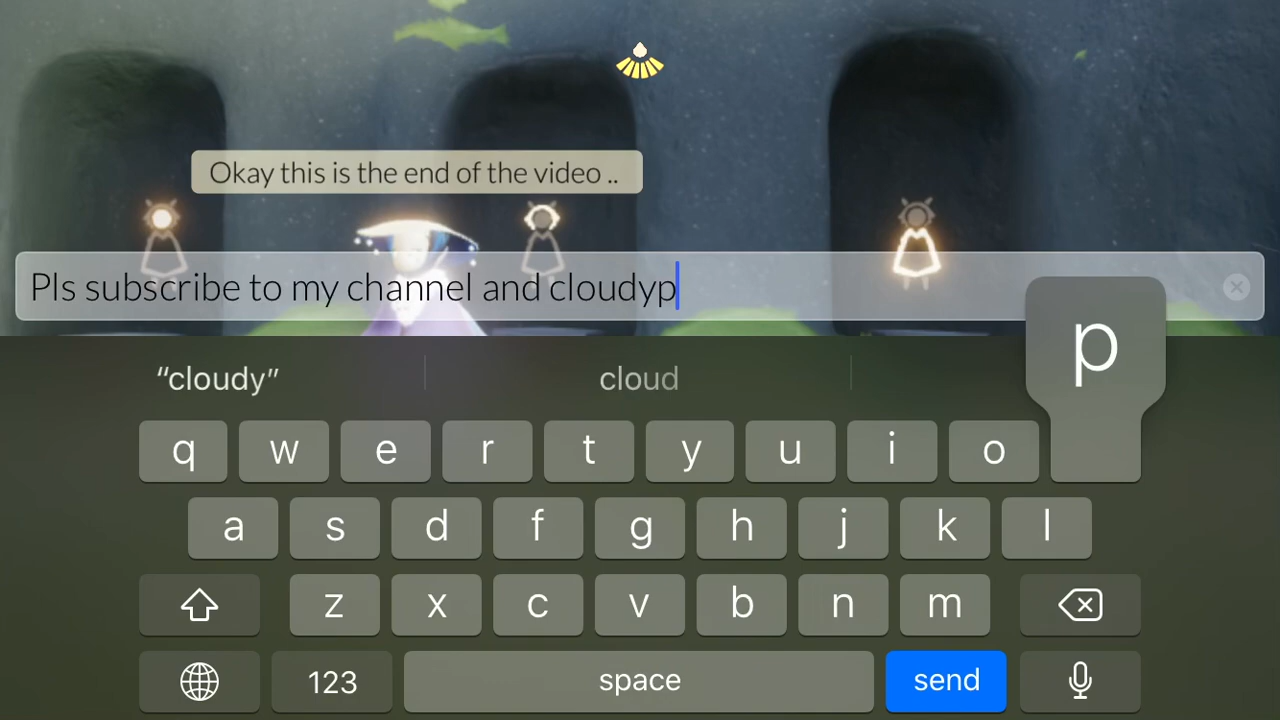 Okay this is the end of the video ..
Pls subscribe to my channel and cloudyp
“cloudy” cloud
p
q w e r t y u i o
a s d f g h j k l
z x c v b n m
123 space send